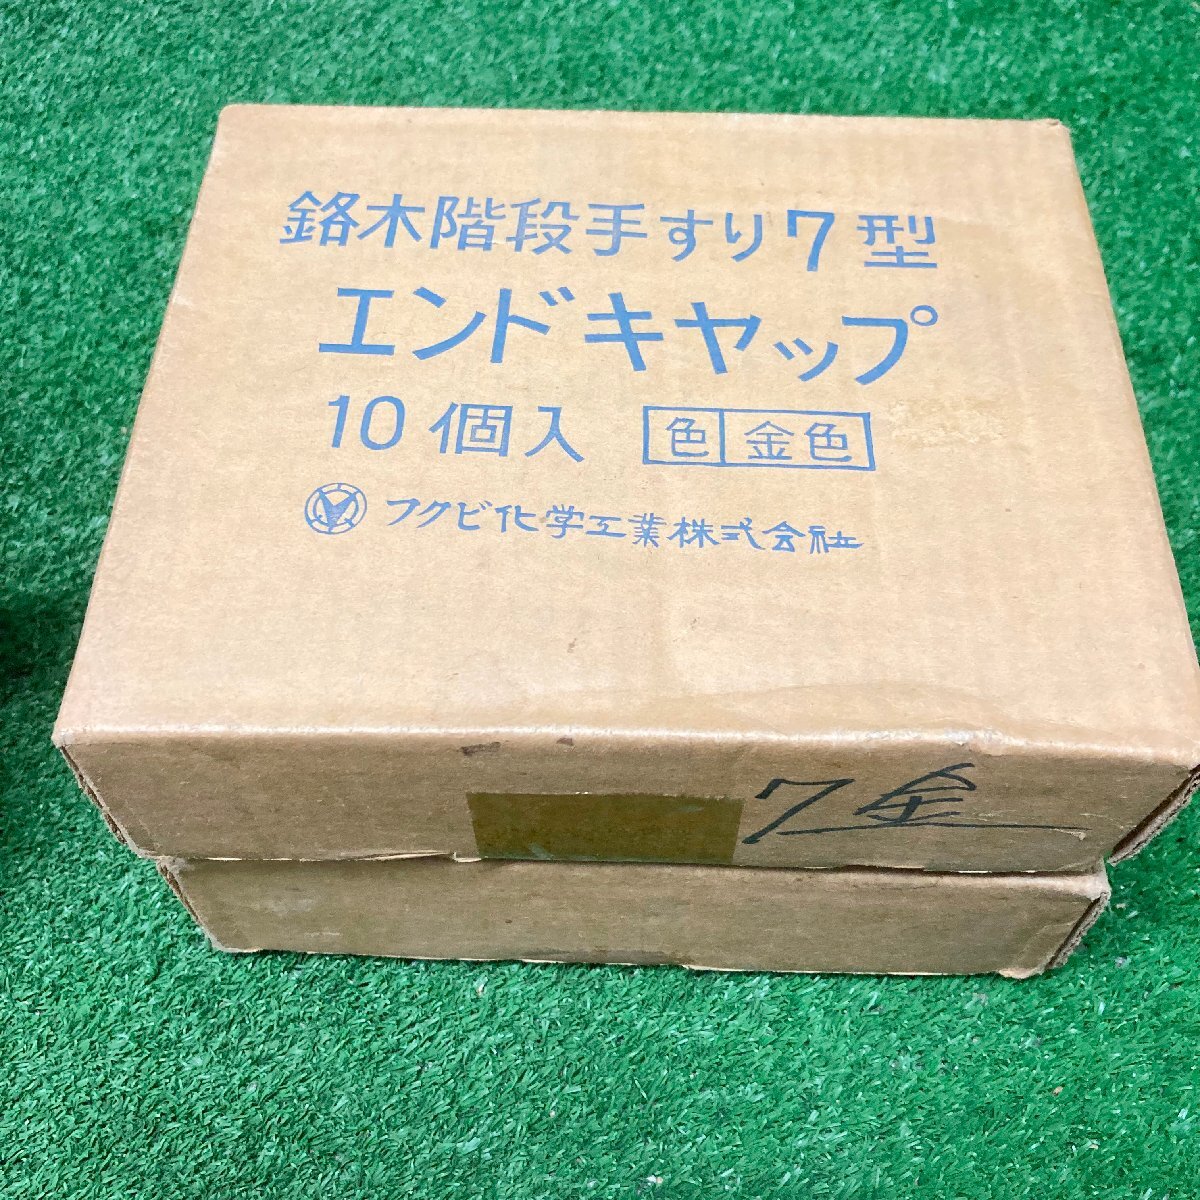 銘木階段手すり7型
エンドキャップ
10個入 色 金色
フクビ化学工業株式会社
7金